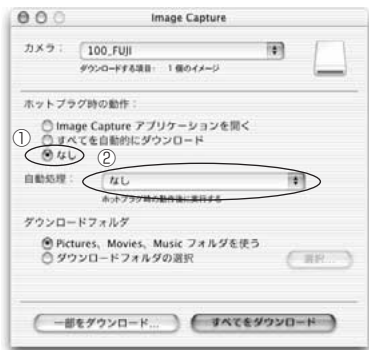 Image Capture
カメラ： 100_FUJI
ダウンロードする項目： 1 個のイメージ
ホットプラグ時の動作：
Image Capture アプリケーションを開く
① すべてを自動的にダウンロード
なし ②
自動処理： なし
ホットプラグ時の動作後に実行する
ダウンロードフォルダ
Pictures、Movies、Music フォルダを使う
ダウンロードフォルダの選択 選択
一部をダウンロード... すべてをダウンロード